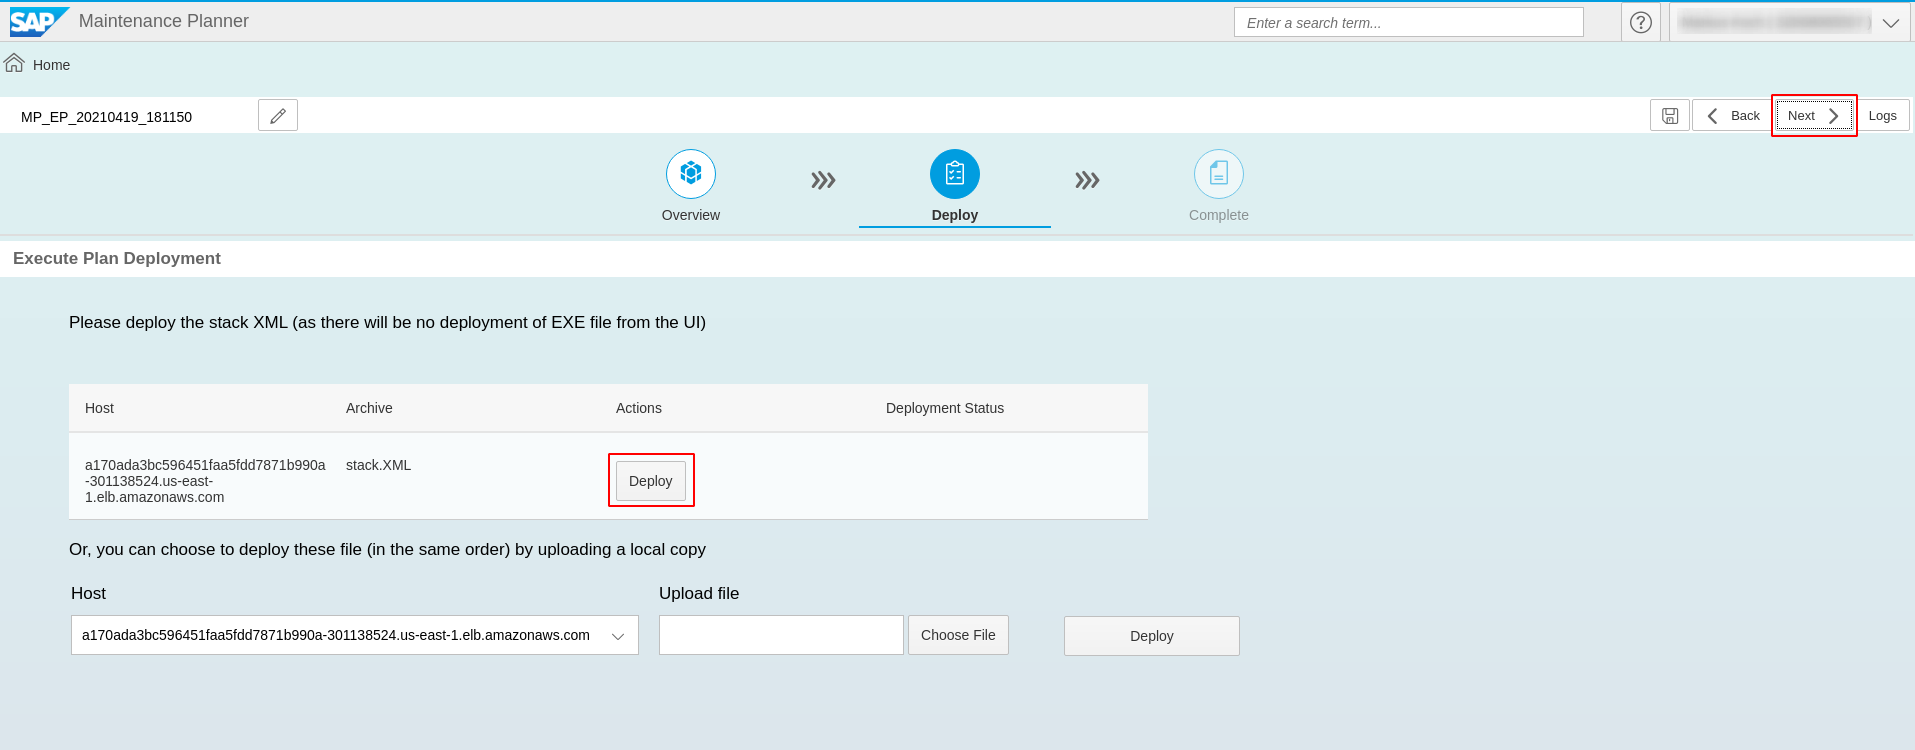 SAP Maintenance Planner
Enter a search term...
Home
MP_EP_20210419_181150
Back
Next
Logs
Overview
Deploy
Complete
Execute Plan Deployment
Please deploy the stack XML (as there will be no deployment of EXE file from the UI)
Host Archive Actions Deployment Status
a170ada3bc596451faa5fdd7871b990a
-301138524.us-east-
1.elb.amazonaws.com
stack.XML
Deploy
Or, you can choose to deploy these file (in the same order) by uploading a local copy
Host Upload file
a170ada3bc596451faa5fdd7871b990a-301138524.us-east-1.elb.amazonaws.com
Choose File
Deploy